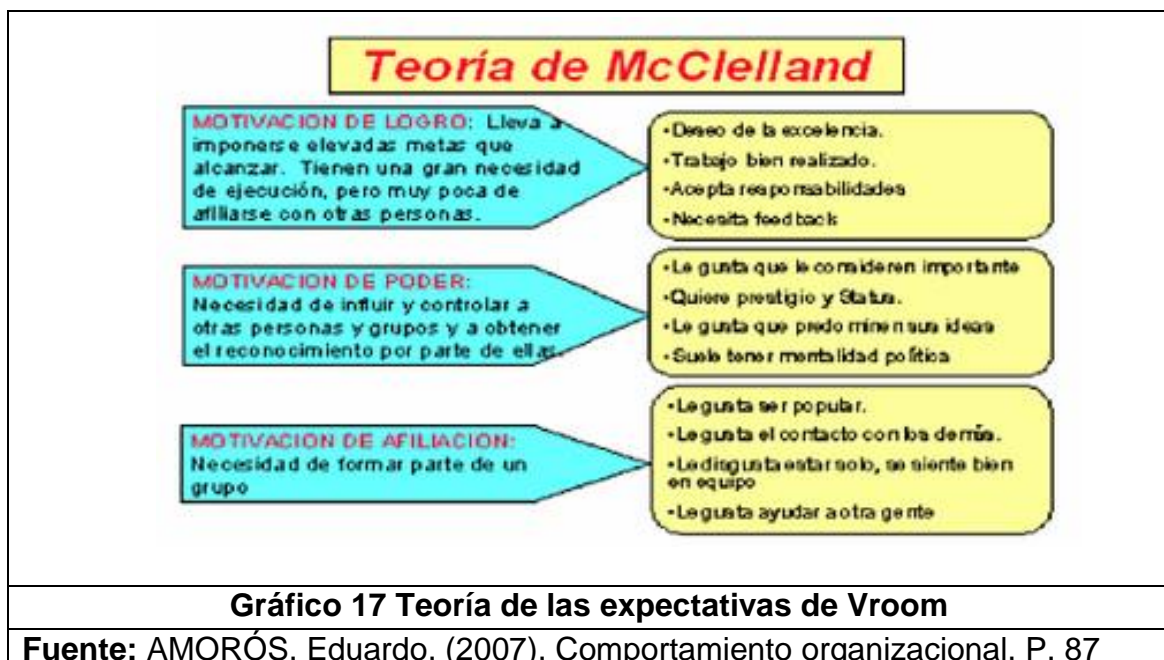 Teoría de McClelland
MOTIVACION DE LOGRO: Lleva a
imponerse elevadas metas que
alcanzar. Tienen una gran necesidad
de ejecución, pero muy poca de
afiliarse con otras personas.
•Deseo de la excelencia.
•Trabajo bien realizado.
•Acepta responsabilidades
•Necesita feedback
MOTIVACION DE PODER:
Necesidad de influir y controlar a
otras personas y grupos y a obtener
el reconocimiento por parte de ellas.
•Le gusta que le consideren importante
•Quiere prestigio y Status.
•Le gusta que predominen sus ideas
•Suele tener mentalidad política
MOTIVACION DE AFILIACION:
Necesidad de formar parte de un
grupo
•Le gusta ser popular.
•Le gusta el contacto con los demás.
•Le disgusta estar solo, se siente bien
en equipo
•Le gusta ayudar a otra gente
Gráfico 17 Teoría de las expectativas de Vroom
Fuente: AMORÓS, Eduardo. (2007). Comportamiento organizacional. P. 87